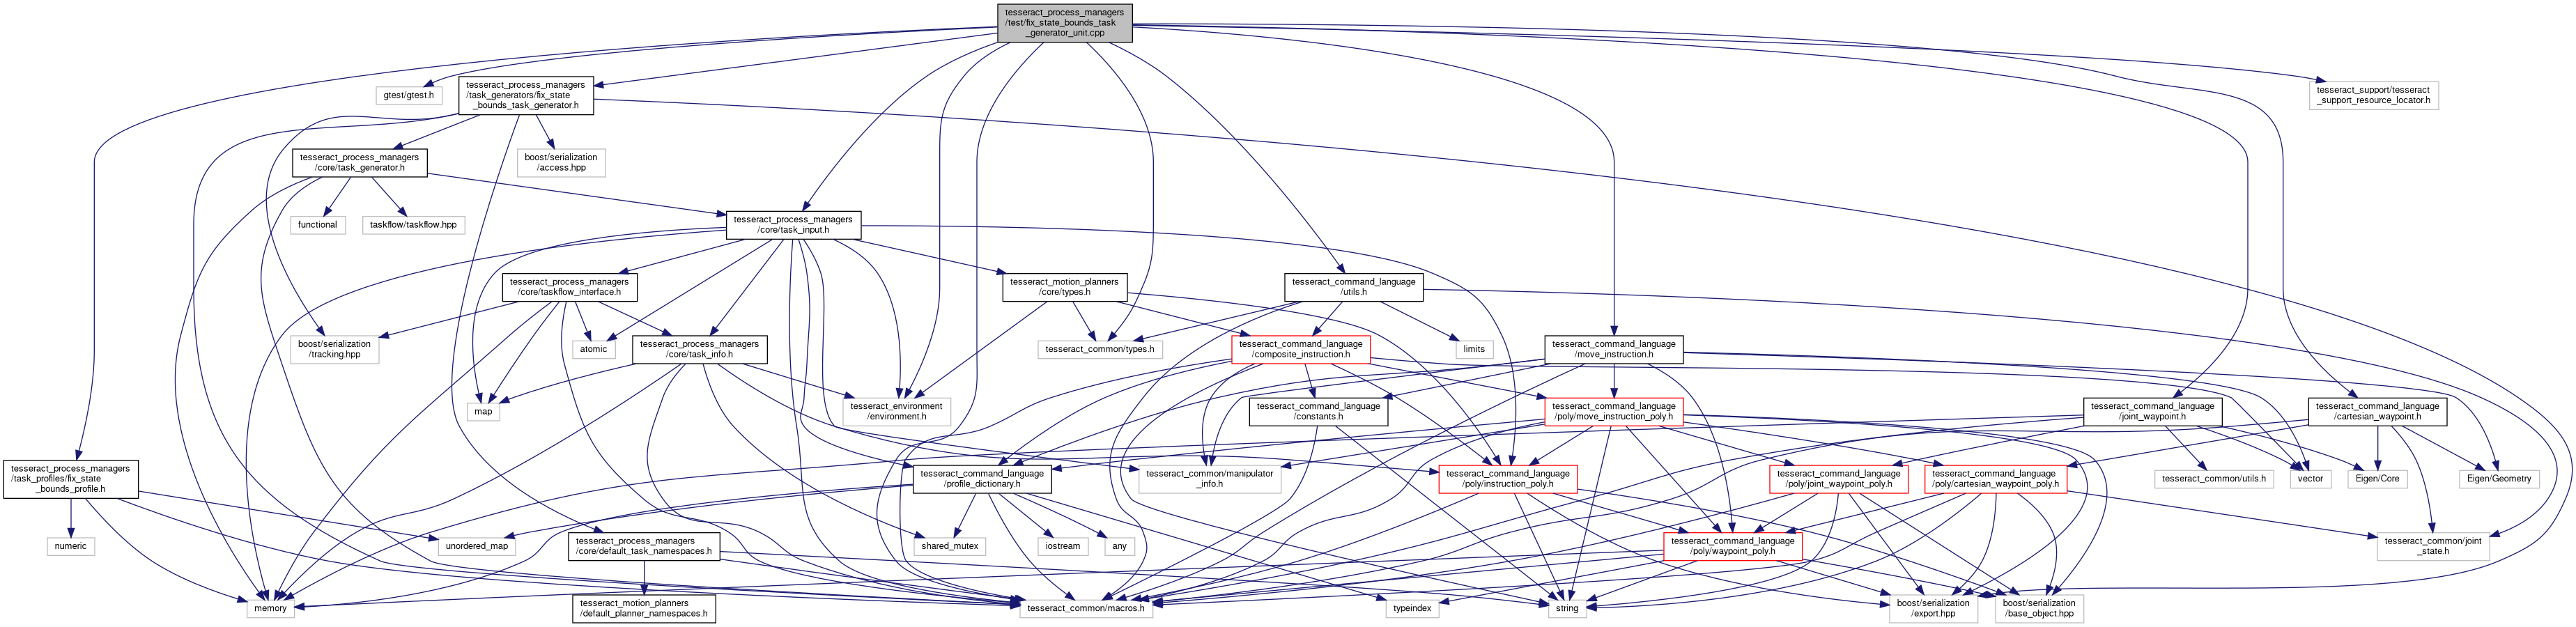 tesseract_process_managers
/test/fix_state_bounds_task
_generator_unit.cpp
gtest/gtest.h
tesseract_process_managers
/task_generators/fix_state
_bounds_task_generator.h
tesseract_support/tesseract
_support_resource_locator.h
tesseract_process_managers
/core/task_generator.h
boost/serialization
/access.hpp
functional
taskflow/taskflow.hpp
tesseract_process_managers
/core/task_input.h
tesseract_process_managers
/core/taskflow_interface.h
tesseract_motion_planners
/core/types.h
tesseract_command_language
/utils.h
boost/serialization
/tracking.hpp
atomic
tesseract_process_managers
/core/task_info.h
tesseract_common/types.h
tesseract_command_language
/composite_instruction.h
limits
tesseract_command_language
/move_instruction.h
map
tesseract_environment
/environment.h
tesseract_command_language
/constants.h
tesseract_command_language
/poly/move_instruction_poly.h
tesseract_command_language
/joint_waypoint.h
tesseract_command_language
/cartesian_waypoint.h
tesseract_process_managers
/task_profiles/fix_state
_bounds_profile.h
tesseract_command_language
/profile_dictionary.h
tesseract_common/manipulator
_info.h
tesseract_command_language
/poly/instruction_poly.h
tesseract_command_language
/poly/joint_waypoint_poly.h
tesseract_command_language
/poly/cartesian_waypoint_poly.h
tesseract_common/utils.h
vector
Eigen/Core
Eigen/Geometry
numeric
unordered_map
tesseract_process_managers
/core/default_task_namespaces.h
shared_mutex
iostream
any
tesseract_command_language
/poly/waypoint_poly.h
tesseract_common/joint
_state.h
memory
tesseract_motion_planners
/default_planner_namespaces.h
tesseract_common/macros.h
typeindex
string
boost/serialization
/export.hpp
boost/serialization
/base_object.hpp